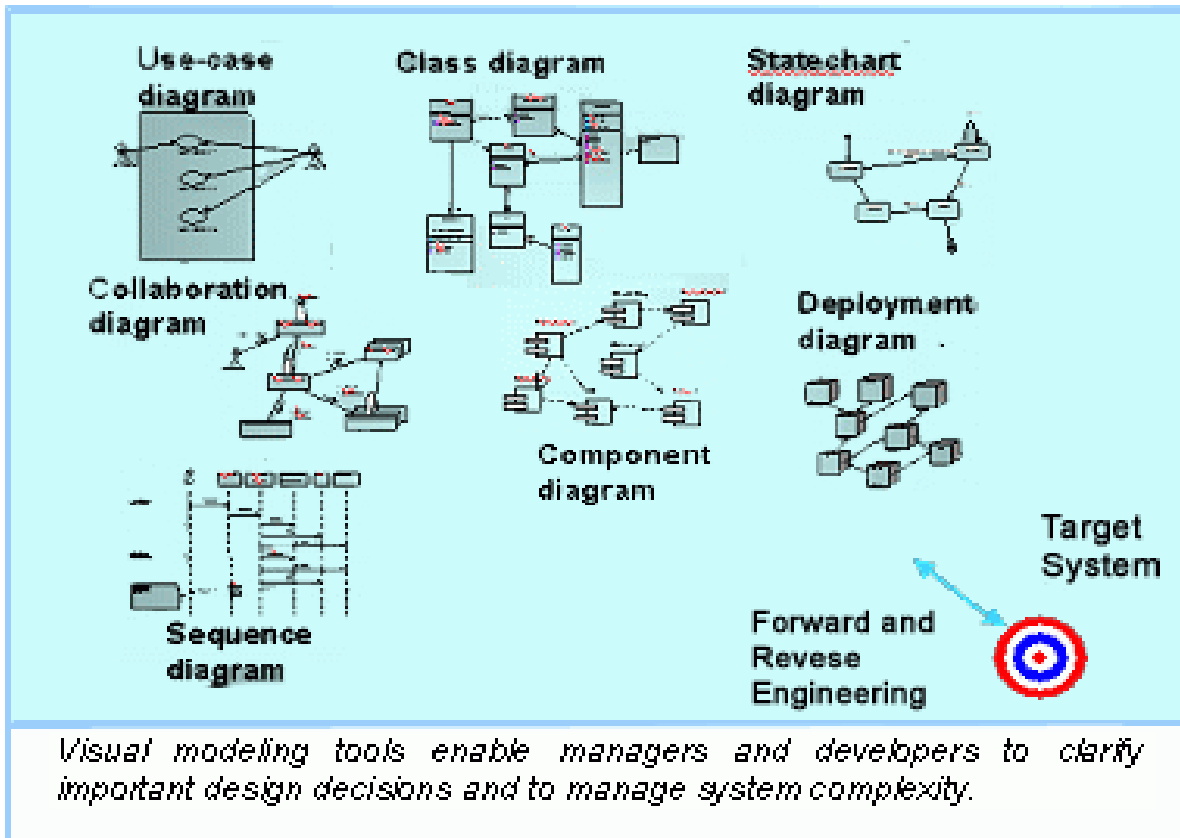 Use-case
diagram
Class diagram
Statechart
diagram
Collaboration
diagram
Deployment
diagram
Component
diagram
Sequence
diagram
Target
System
Forward and
Revese
Engineering
Visual modeling tools enable managers and developers to clarify
important design decisions and to manage system complexity.